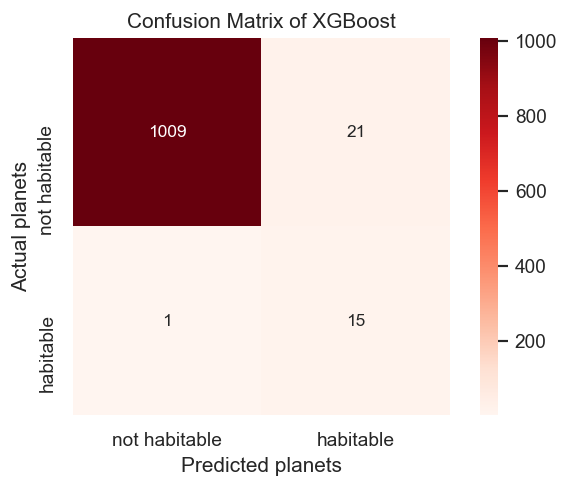 Confusion Matrix of XGBoost
Actual planets
not habitable
habitable
1009
21
1
15
not habitable
habitable
Predicted planets
1000
800
600
400
200